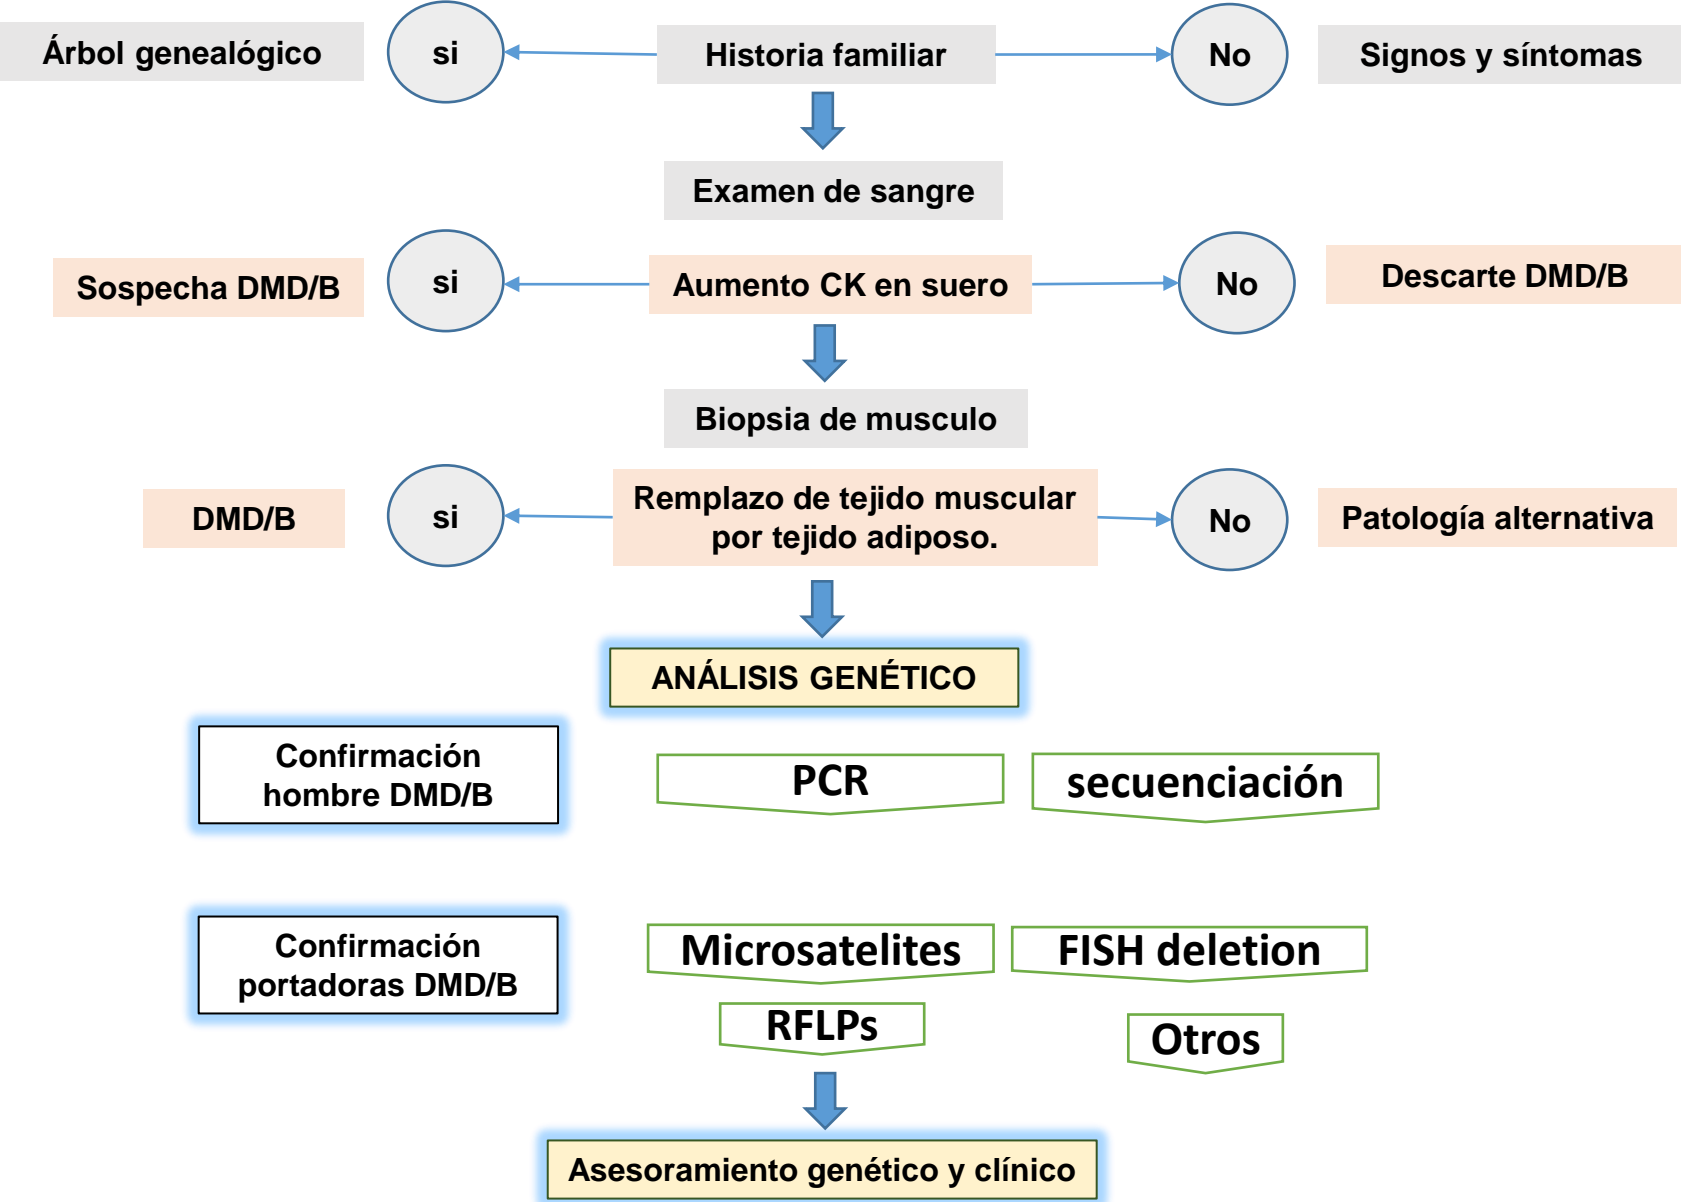 Árbol genealógico
si
Historia familiar
No
Signos y síntomas
Examen de sangre
Sospecha DMD/B
si
Aumento CK en suero
No
Descarte DMD/B
Biopsia de musculo
DMD/B
si
Remplazo de tejido muscular
por tejido adiposo.
No
Patología alternativa
ANÁLISIS GENÉTICO
Confirmación
hombre DMD/B
PCR
secuenciación
Confirmación
portadoras DMD/B
Microsatelites
FISH deletion
RFLPs
Otros
Asesoramiento genético y clínico